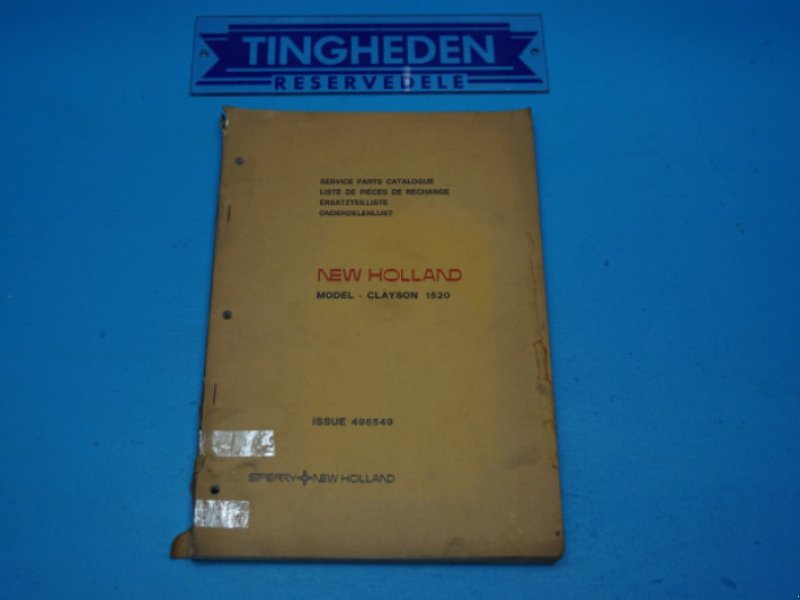 TINGHEDEN
RESERVEDELE
SERVICE PARTS CATALOGUE
LISTE DE PIECES DE RECHANGE
ERSATZTEILLISTE
ONDERDELENLIJST
NEW HOLLAND
MODEL - CLAYSON 1520
ISSUE 496549
SPERRY NEW HOLLAND